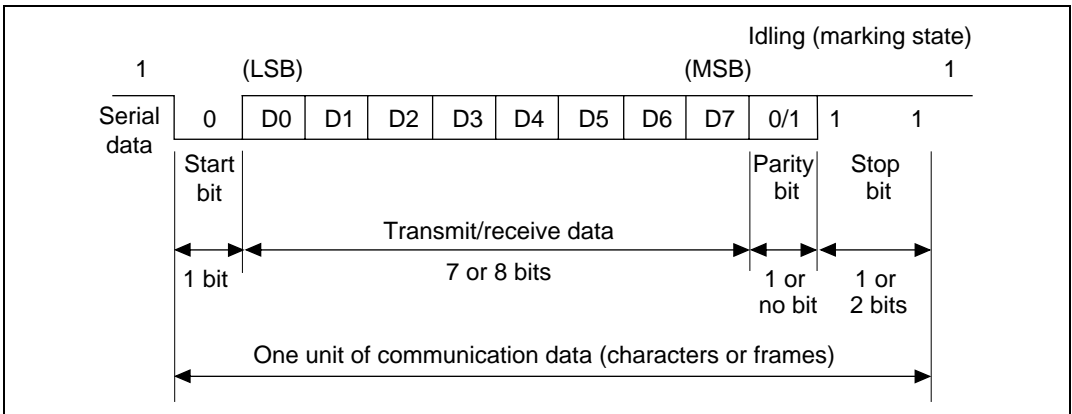 Idling (marking state)
1 (LSB) (MSB) 1
Serial data 0 D0 D1 D2 D3 D4 D5 D6 D7 0/1 1 1
Start bit
Parity bit
Stop bit
Transmit/receive data
1 bit
7 or 8 bits
1 or no bit
1 or 2 bits
One unit of communication data (characters or frames)